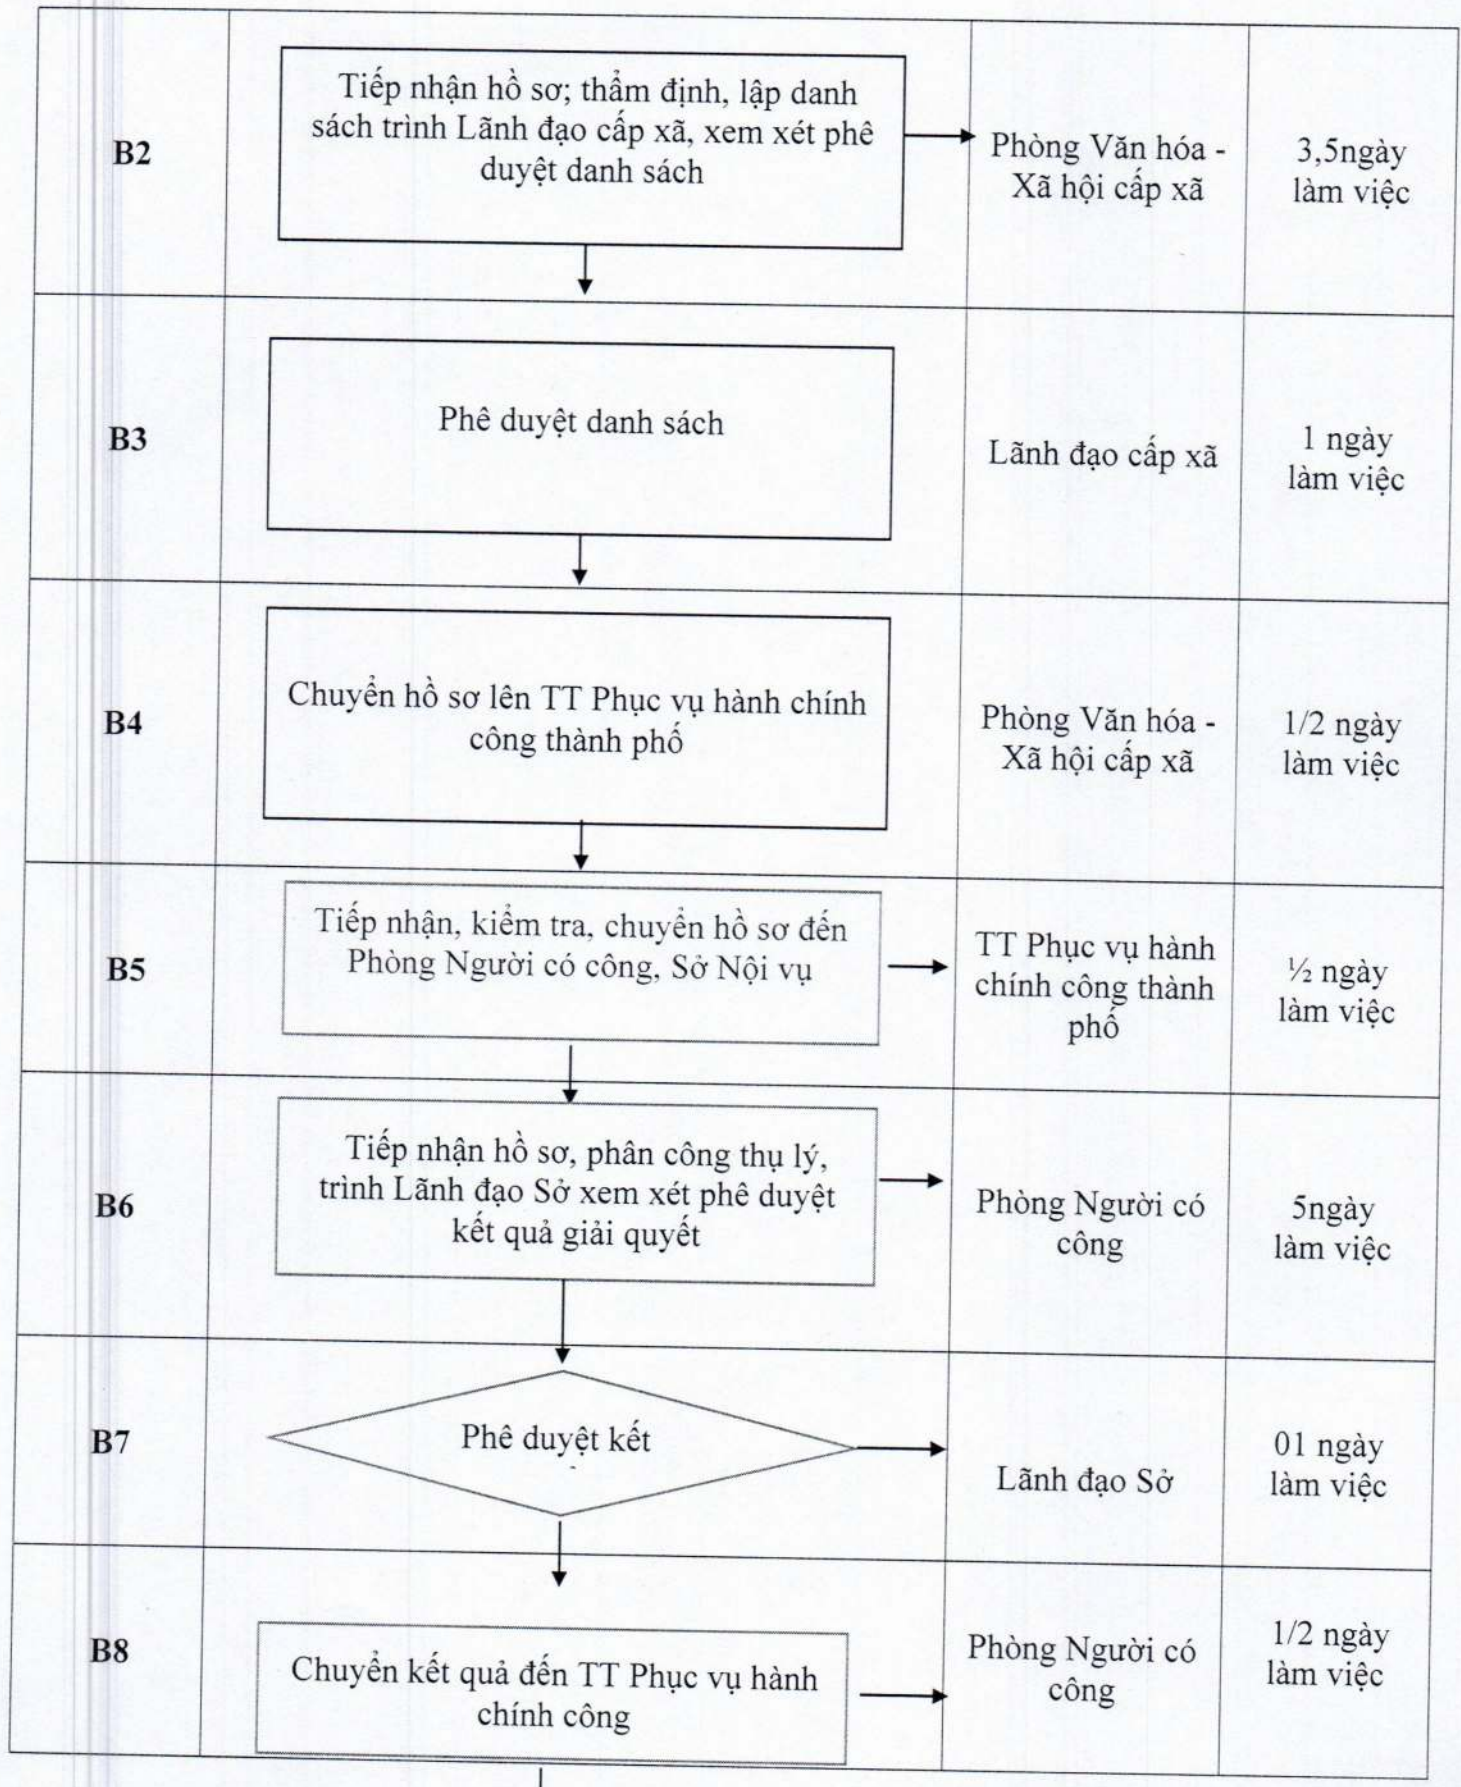 B2
Tiếp nhận hồ sơ; thẩm định, lập danh
sách trình Lãnh đạo cấp xã, xem xét phê
duyệt danh sách
Phòng Văn hóa -
Xã hội cấp xã
3,5ngày
làm việc
B3
Phê duyệt danh sách
Lãnh đạo cấp xã
1 ngày
làm việc
B4
Chuyển hồ sơ lên TT Phục vụ hành chính
công thành phố
Phòng Văn hóa -
Xã hội cấp xã
1/2 ngày
làm việc
B5
Tiếp nhận, kiểm tra, chuyển hồ sơ đến
Phòng Người có công, Sở Nội vụ
TT Phục vụ hành
chính công thành
phố
½ ngày
làm việc
B6
Tiếp nhận hồ sơ, phân công thụ lý,
trình Lãnh đạo Sở xem xét phê duyệt
kết quả giải quyết
Phòng Người có
công
5ngày
làm việc
B7
Phê duyệt kết
Lãnh đạo Sở
01 ngày
làm việc
B8
Chuyển kết quả đến TT Phục vụ hành
chính công
Phòng Người có
công
1/2 ngày
làm việc